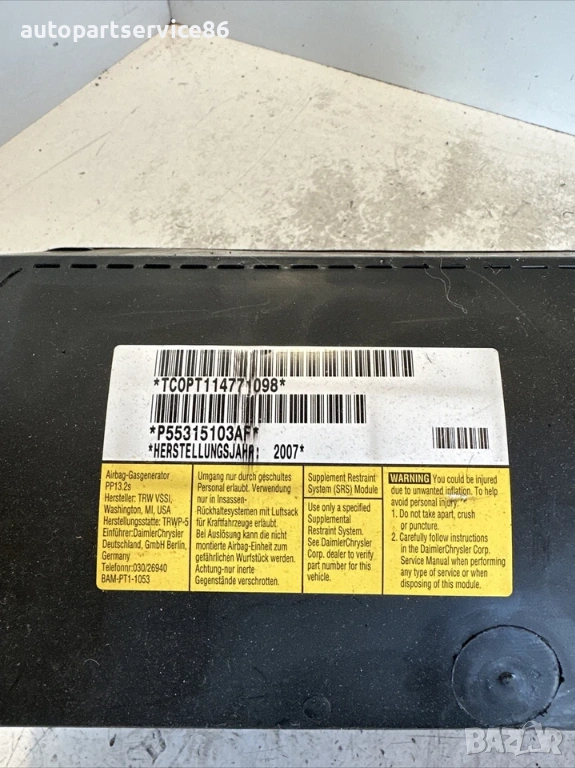 autopartservice86
*TCOPT114771098*
*P55315103AF*
*HERSTELLUNGSJAHR: 2007*
Airbag-Gasgenerator
PP13.2s
Hersteller: TRW VSSI,
Washington, MI, USA
Herstellungsstatte: TRWP-5
Einführer:DaimlerChrysler
Deutschland, GmbH Berlin,
Germany
Telefonnr:030/26940
BAM-PT1-1053
Umgang nur durch geschultes
Personal erlaubt. Verwendung
nur in Insassen-
Rückhaltesystemen mit Luftsack
für Kraftfahrzeuge erlaubt.
Bei Auslösung kann die nicht
montierte Airbag-Einheit zum
gefährlichen Wurfstück werden.
Achtung-nur inerte
Gegenstände verschrotten.
Supplement Restraint
System (SRS) Module
Use only a specified
Supplemental
Restraint System.
See DaimlerChrysler
Corp. dealer to verify
part number for this
vehicle.
WARNING You could be injured
due to unwanted inflation. To help
avoid personal injury.
1. Do not take apart, crush
or puncture.
2. Carefully follow instructions
in the DaimlerChrysler Corp.
Service Manual when performing
any type of service or when
disposing of this module.
BAZAR